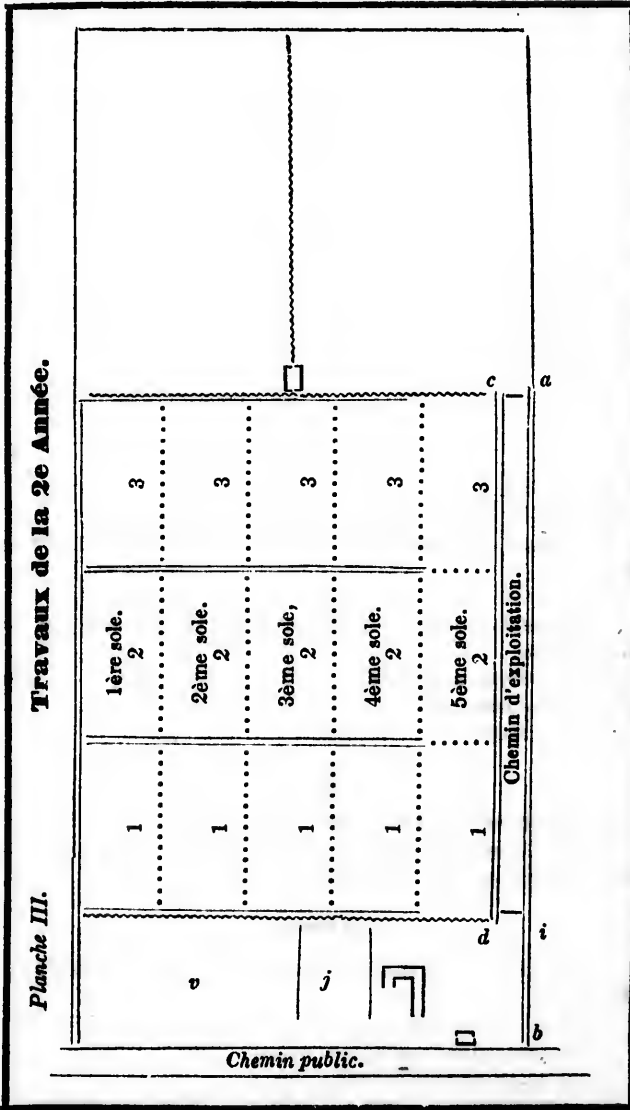 Planche III.
Travaux de la 2e Année.
c
a
3
3
3
3
3
1ère sole.
2
2ème sole.
2
3ème sole,
2
4ème sole.
2
5ème sole.
2
Chemin d'exploitation.
1
1
1
1
1
d
i
v
j
b
Chemin public.